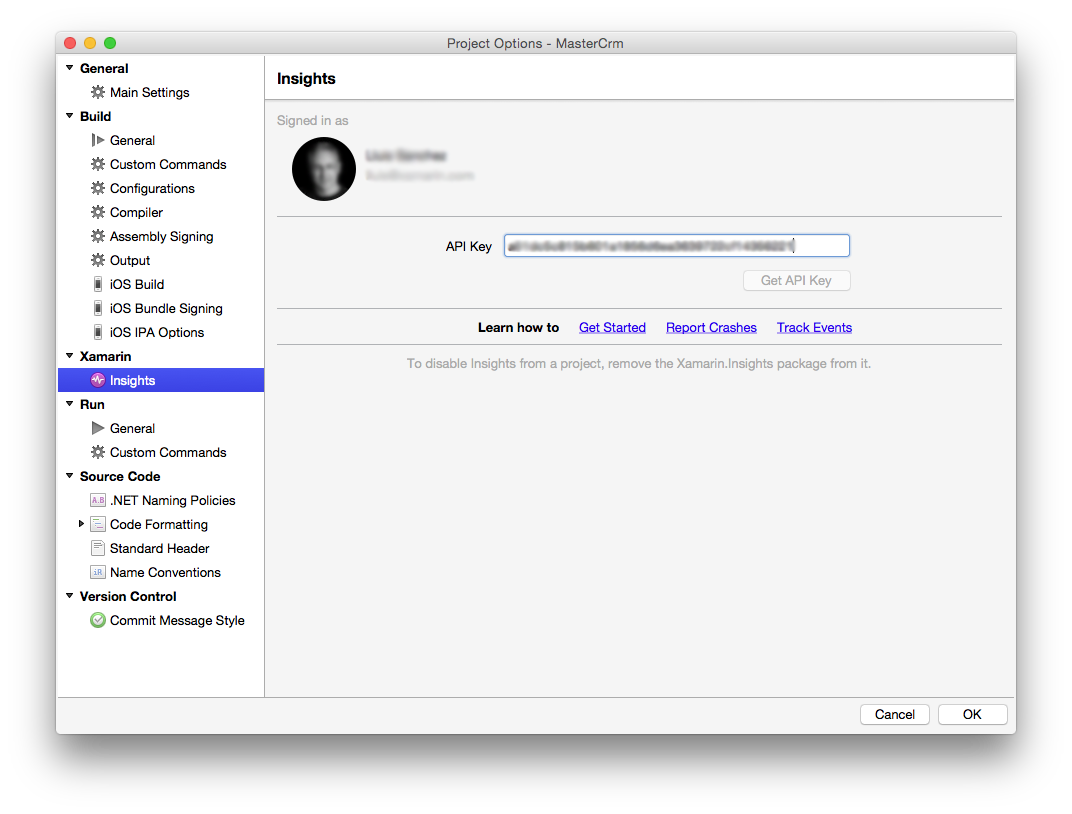 Project Options - MasterCrm
General
Main Settings
Build
General
Custom Commands
Configurations
Compiler
Assembly Signing
Output
iOS Build
iOS Bundle Signing
iOS IPA Options
Xamarin
Insights
Run
General
Custom Commands
Source Code
A.B .NET Naming Policies
Code Formatting
Standard Header
iR Name Conventions
Version Control
Commit Message Style
Insights
Signed in as
API Key
Get API Key
Learn how to Get Started Report Crashes Track Events
To disable Insights from a project, remove the Xamarin.Insights package from it.
Cancel OK